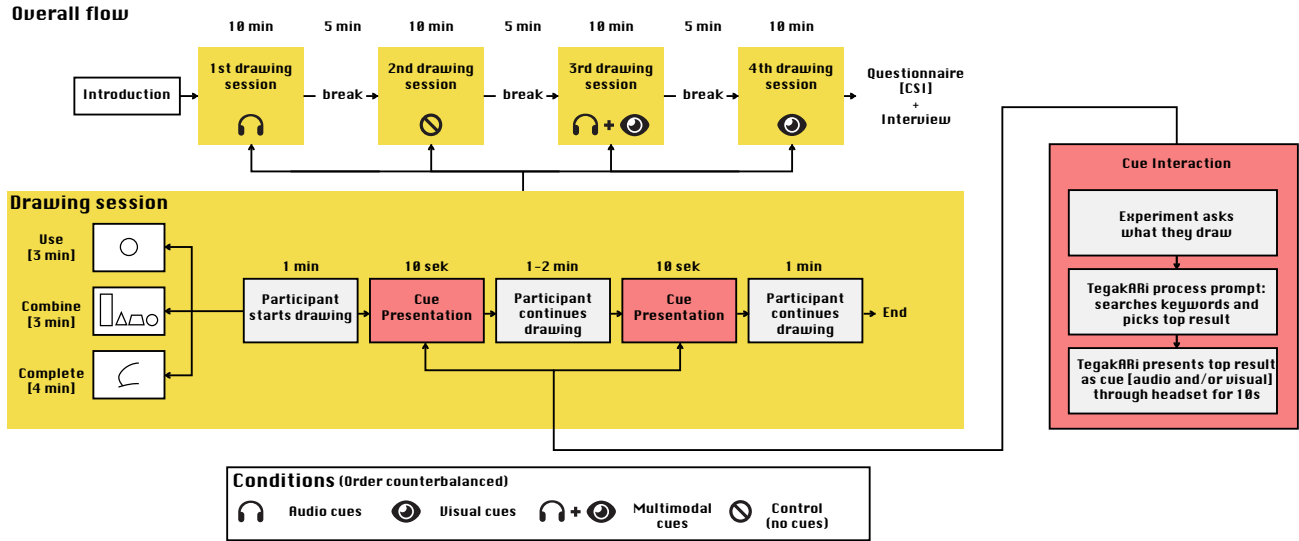 Overall flow
10 min
5 min
10 min
5 min
10 min
5 min
10 min
Introduction
1st drawing
session
break
2nd drawing
session
break
3rd drawing
session
break
4th drawing
session
Questionnaire
[CSI]
+
Interview
+
Drawing session
Use
[3 min]
Combine
[3 min]
Complete
[4 min]
1 min
Participant
starts drawing
10 sek
Cue
Presentation
1-2 min
Participant
continues
drawing
10 sek
Cue
Presentation
1 min
Participant
continues
drawing
End
Cue Interaction
Experiment asks
what they draw
TegakARi process prompt:
searches keywords and
picks top result
TegakARi presents top result
as cue [audio and/or visual]
through headset for 10s
Conditions (Order counterbalanced)
Audio cues
Visual cues
+
Multimodal
cues
Control
(no cues)